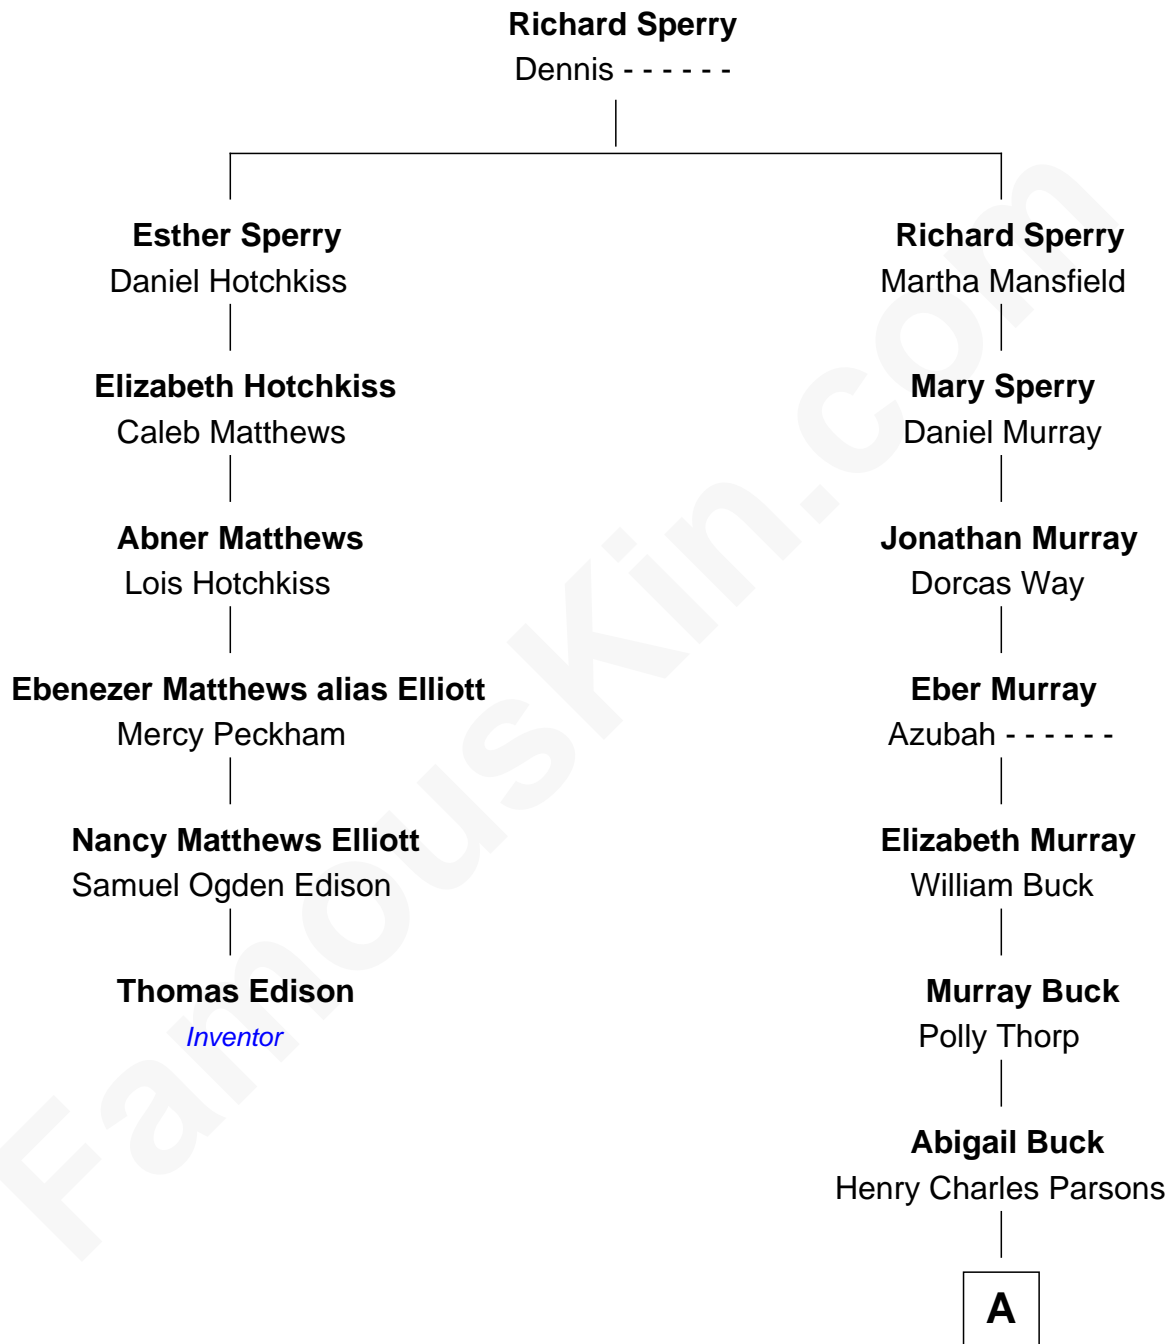 Richard Sperry
Dennis - - - - - -
Esther Sperry
Daniel Hotchkiss
Richard Sperry
Martha Mansfield
Elizabeth Hotchkiss
Caleb Matthews
Mary Sperry
Daniel Murray
Abner Matthews
Lois Hotchkiss
Jonathan Murray
Dorcas Way
Ebenezer Matthews alias Elliott
Mercy Peckham
Eber Murray
Azubah - - - - - -
Nancy Matthews Elliott
Samuel Ogden Edison
Elizabeth Murray
William Buck
Thomas Edison
Inventor
Murray Buck
Polly Thorp
Abigail Buck
Henry Charles Parsons
A
FamousKin.com